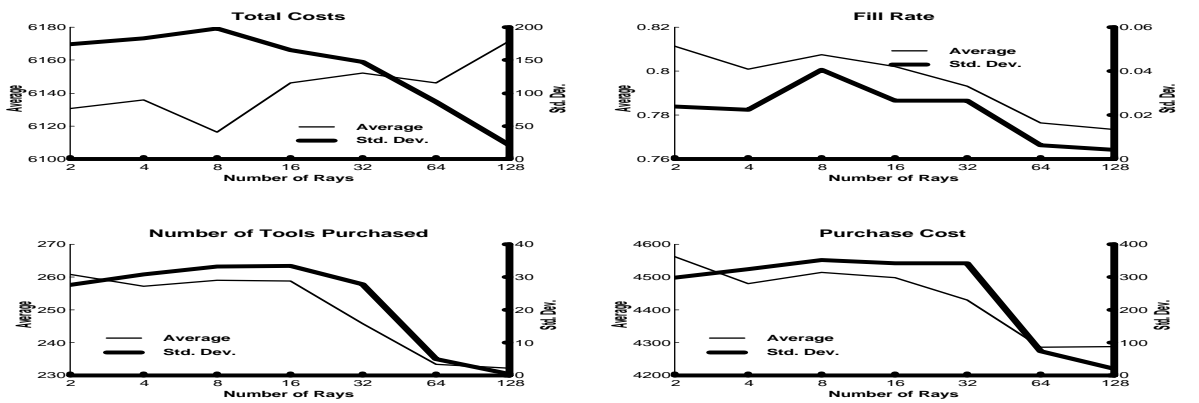 Total Costs
6180
6160
6140
6120
6100
Average
200
150
100
50
0
Std. Dev.
Average
Std. Dev.
2 4 8 16 32 64 128
Number of Rays
Fill Rate
0.82
0.8
0.78
0.76
Average
0.06
0.04
0.02
0
Std. Dev.
Average
Std. Dev.
2 4 8 16 32 64 128
Number of Rays
Number of Tools Purchased
270
260
250
240
230
Average
40
30
20
10
0
Std. Dev.
Average
Std. Dev.
2 4 8 16 32 64 128
Number of Rays
Purchase Cost
4600
4500
4400
4300
4200
Average
400
300
200
100
0
Std. Dev.
Average
Std. Dev.
2 4 8 16 32 64 128
Number of Rays